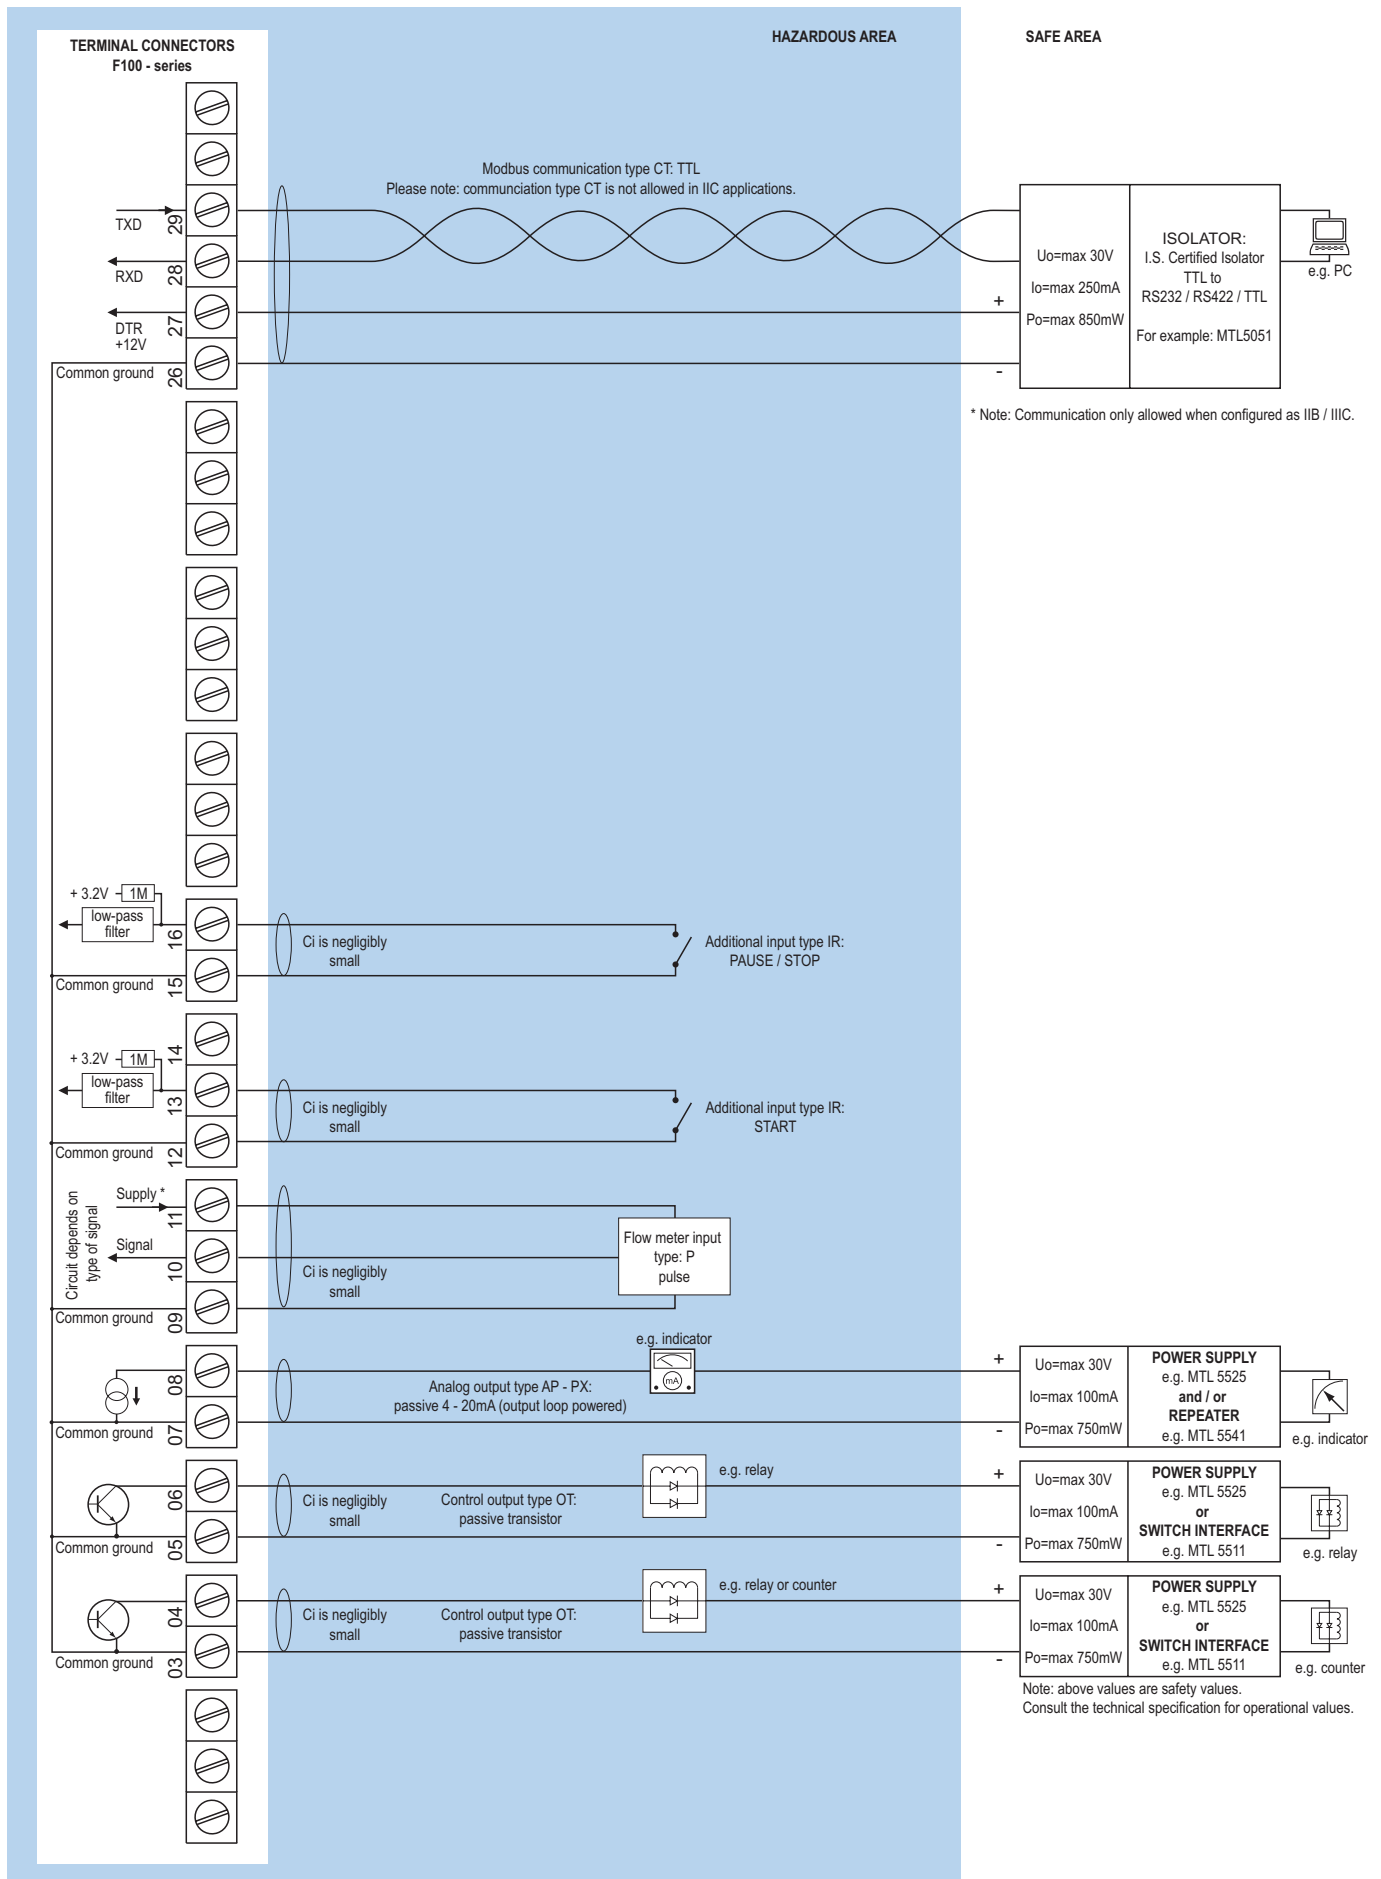 HAZARDOUS AREA
SAFE AREA
TERMINAL CONNECTORS
F100 - series
Modbus communication type CT: TTL
Please note: communciation type CT is not allowed in IIC applications.
TXD
29
RXD
28
DTR
+12V
27
Common ground
26
+
-
Uo=max 30V
Io=max 250mA
Po=max 850mW
ISOLATOR:
I.S. Certified Isolator
TTL to
RS232 / RS422 / TTL
For example: MTL5051
e.g. PC
* Note: Communication only allowed when configured as IIB / IIIC.
+ 3.2V
1M
low-pass
filter
16
Common ground
15
Ci is negligibly
small
Additional input type IR:
PAUSE / STOP
14
+ 3.2V
1M
low-pass
filter
13
Common ground
12
Ci is negligibly
small
Additional input type IR:
START
Circuit depends on
type of signal
Supply *
11
Signal
10
Common ground
09
Ci is negligibly
small
Flow meter input
type: P
pulse
08
Common ground
07
Analog output type AP - PX:
passive 4 - 20mA (output loop powered)
e.g. indicator
mA
+
-
Uo=max 30V
Io=max 100mA
Po=max 750mW
POWER SUPPLY
e.g. MTL 5525
and / or
REPEATER
e.g. MTL 5541
e.g. indicator
06
Common ground
05
Ci is negligibly
small
Control output type OT:
passive transistor
e.g. relay
+
-
Uo=max 30V
Io=max 100mA
Po=max 750mW
POWER SUPPLY
e.g. MTL 5525
or
SWITCH INTERFACE
e.g. MTL 5511
e.g. relay
04
Common ground
03
Ci is negligibly
small
Control output type OT:
passive transistor
e.g. relay or counter
+
-
Uo=max 30V
Io=max 100mA
Po=max 750mW
POWER SUPPLY
e.g. MTL 5525
or
SWITCH INTERFACE
e.g. MTL 5511
e.g. counter
Note: above values are safety values.
Consult the technical specification for operational values.